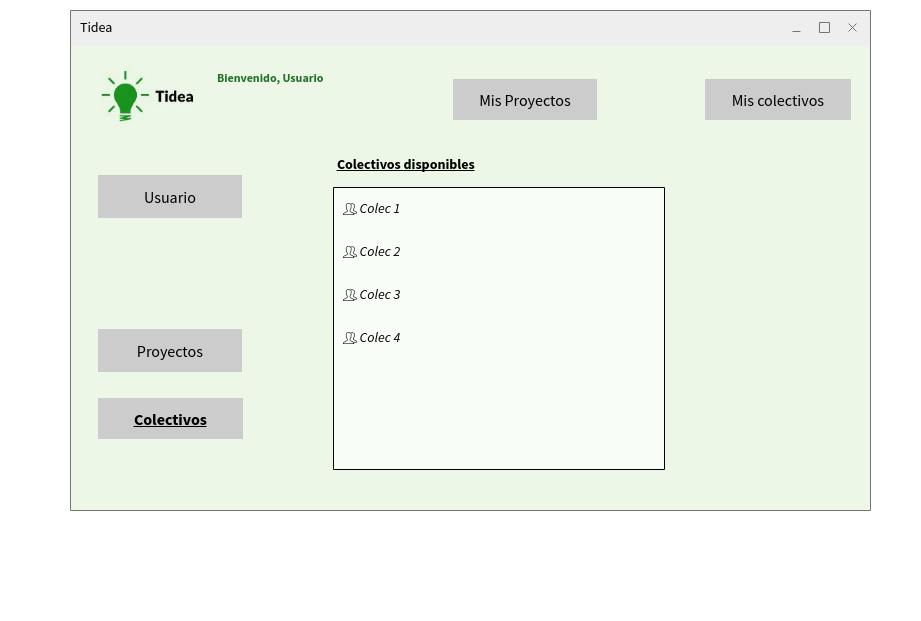 Tidea
Tidea
Bienvenido, Usuario
Mis Proyectos
Mis colectivos
Colectivos disponibles
Usuario
Colec 1
Colec 2
Colec 3
Colec 4
Proyectos
Colectivos